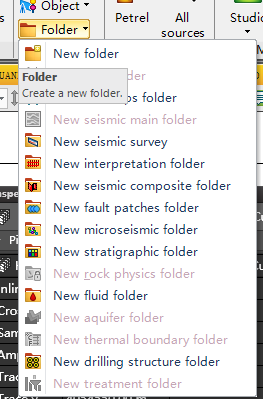 Object
Petrel
All
Studio
Folder
sources
New folder
Folder
folder
Create a new folder.
ps folder
New seismic main folder
New seismic survey
New interpretation folder
New seismic composite folder
New fault patches folder
New microseismic folder
New stratigraphic folder
New rock physics folder
New fluid folder
New aquifer folder
New thermal boundary folder
New drilling structure folder
New treatment folder